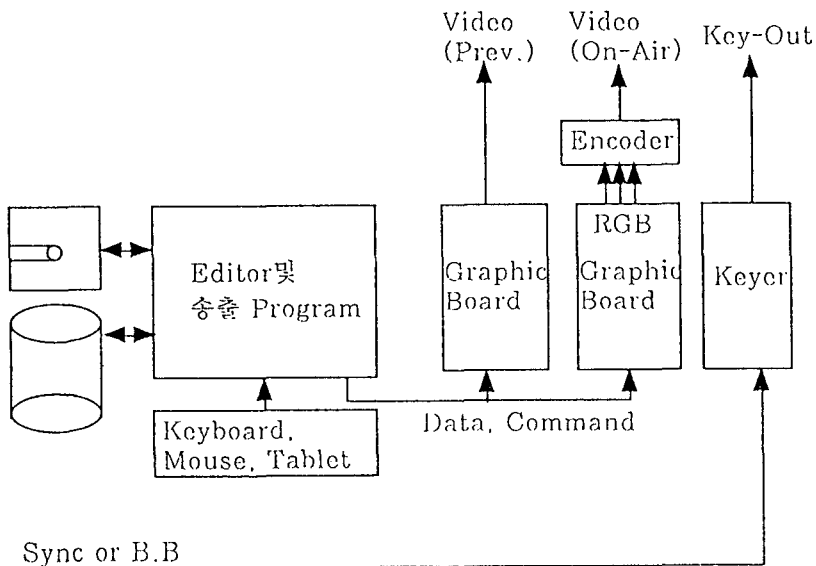 Video
(Prev.)
Video
(On-Air)
Key-Out
Encoder
RGB
Editor및
송출 Program
Graphic
Board
Graphic
Board
Keyer
Keyboard,
Mouse, Tablet
Data, Command
Sync or B.B